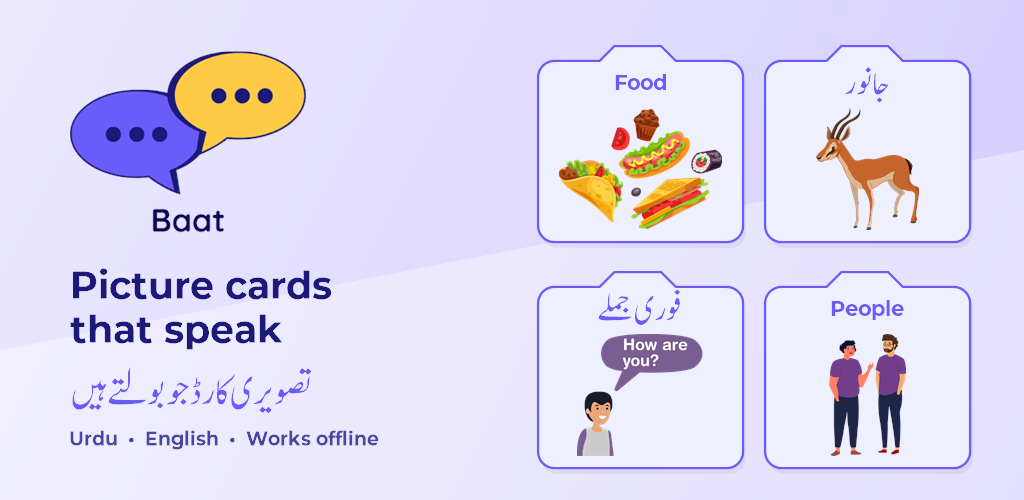 Baat
Picture cards
that speak
تصویری کارڈ جو بولتے ہیں
Urdu • English • Works offline
Food
جانور
فوری جملے
How are
you?
People